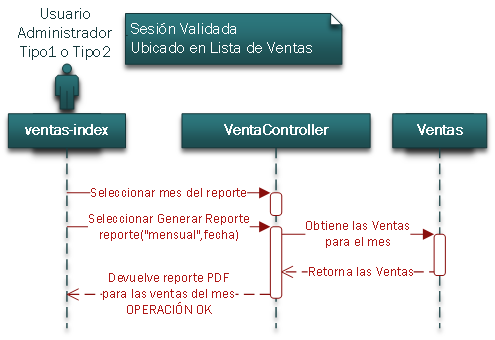 Usuario
Administrador
Tipo1 o Tipo2
Sesión Validada
Ubicado en Lista de Ventas
ventas-index
VentaController
Ventas
Seleccionar mes del reporte
Seleccionar Generar Reporte
reporte("mensual",fecha)
Obtiene las Ventas
para el mes
Retorna las Ventas
Devuelve reporte PDF
para las ventas del mes
OPERACIÓN OK